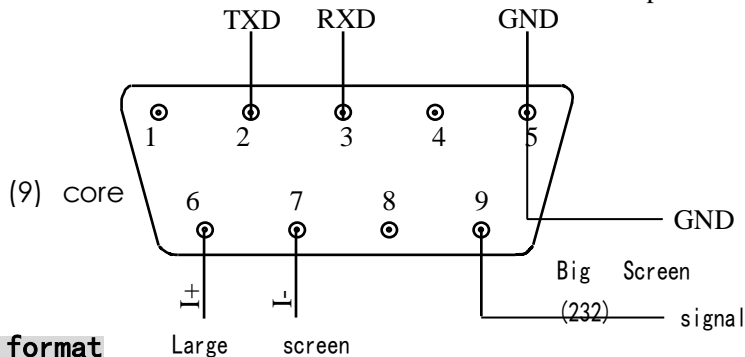 TXD RXD GND
1 2 3 4 5
(9) core
6 7 8 9
GND
I+ I-
Big Screen
(232) signal
format Large screen